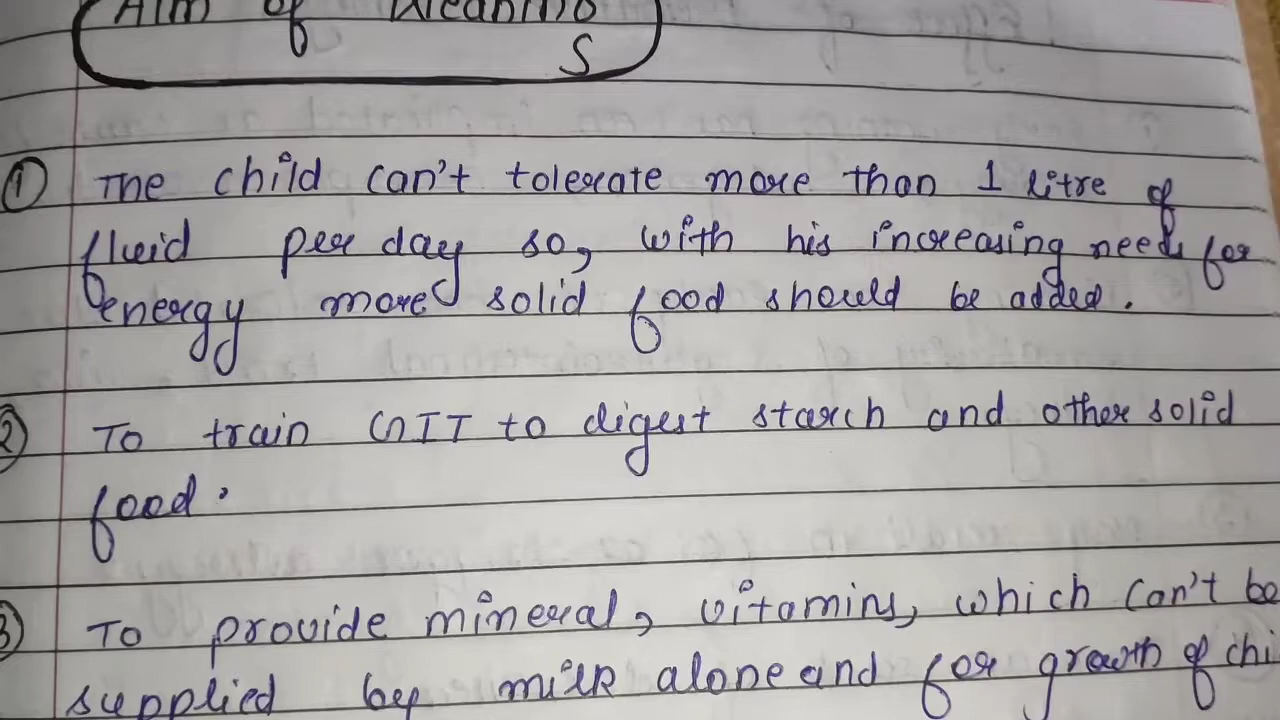 Aim of Weaning
① The child can't tolerate more than 1 litre of
fluid per day so, with his increasing needs for
energy more solid food should be added.
② To train GIT to digest starch and other solid
food.
③ To provide mineral, vitamins, which can't be
supplied by milk alone and for growth of chi